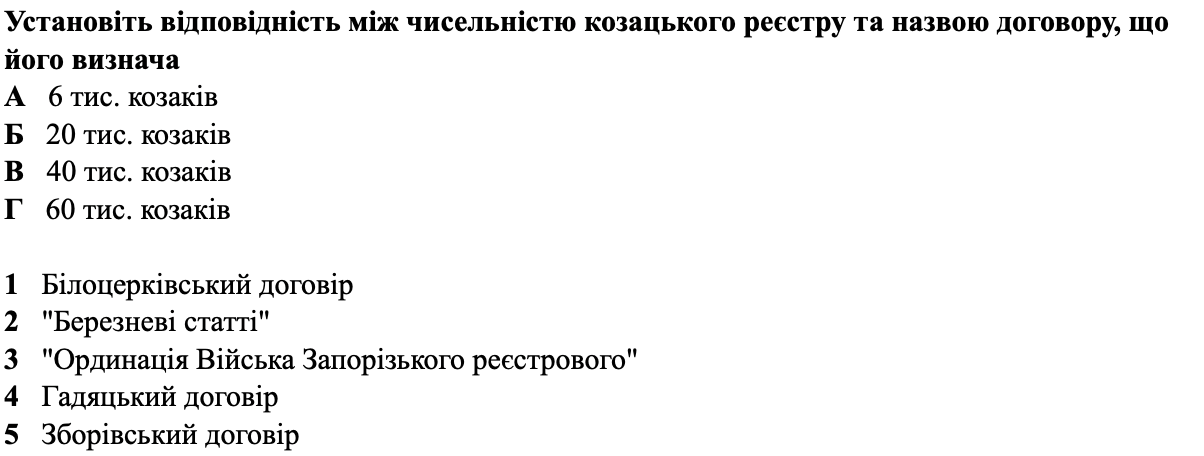 Установіть відповідність між чисельністю козацького реєстру та назвою договору, що
його визнача
А 6 тис. козаків
Б 20 тис. козаків
В 40 тис. козаків
Г 60 тис. козаків
1 Білоцерківський договір
2 "Березневі статті"
3 "Ординація Війська Запорізького реєстрового"
4 Гадяцький договір
5 Зборівський договір